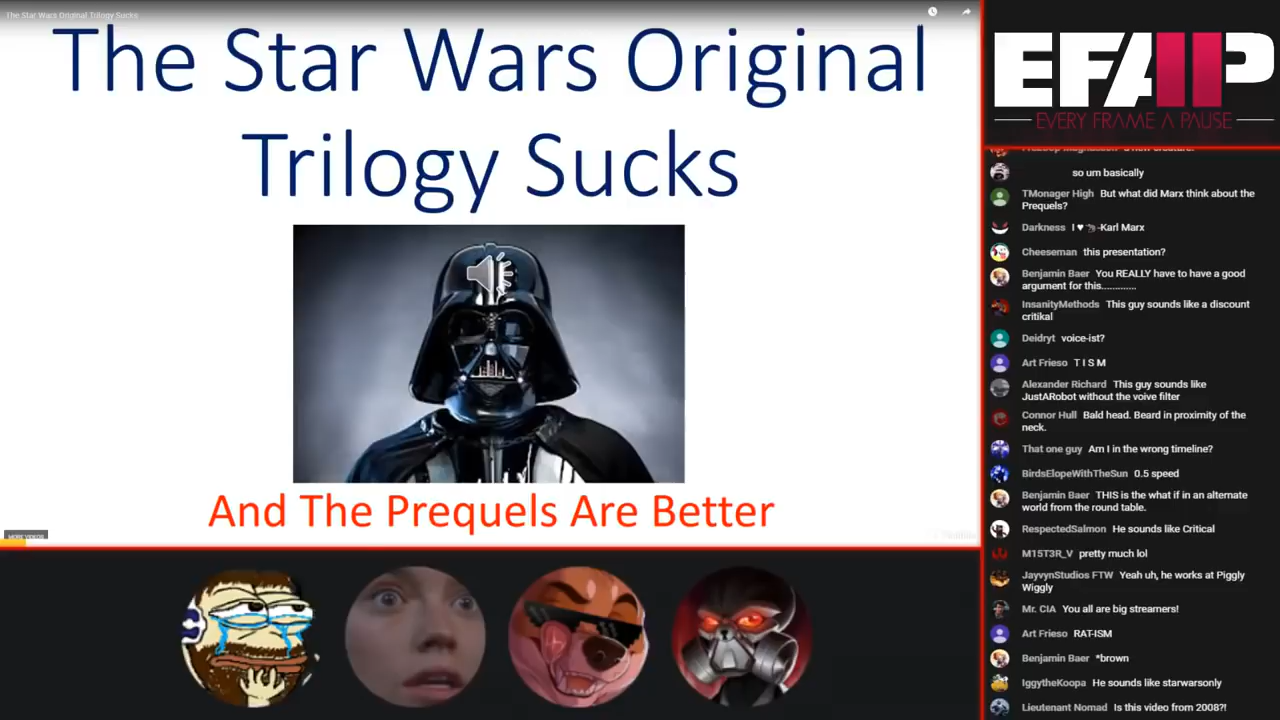 The Star Wars Original Trilogy Sucks
The Star Wars Original
Trilogy Sucks
And The Prequels Are Better
MORE VIDEOS
EFAP
EVERY FRAME A PAUSE
so um basically
TMonager High But what did Marx think about the
Prequels?
Darkness I ♥ -Karl Marx
Cheeseman this presentation?
Benjamin Baer You REALLY have to have a good
argument for this.............
InsanityMethods This guy sounds like a discount
critikal
Deidryt voice-ist?
Art Frieso T I S M
Alexander Richard This guy sounds like
JustARobot without the voive filter
Connor Hull Bald head. Beard in proximity of the
neck.
That one guy Am I in the wrong timeline?
BirdsElopeWithTheSun 0.5 speed
Benjamin Baer THIS is the what if in an alternate
world from the round table.
RespectedSalmon He sounds like Critical
M15T3R_V pretty much lol
JayvynStudios FTW Yeah uh, he works at Piggly
Wiggly
Mr. CIA You all are big streamers!
Art Frieso RAT-ISM
Benjamin Baer *brown
IggytheKoopa He sounds like starwarsonly
Lieutenant Nomad Is this video from 2008?!